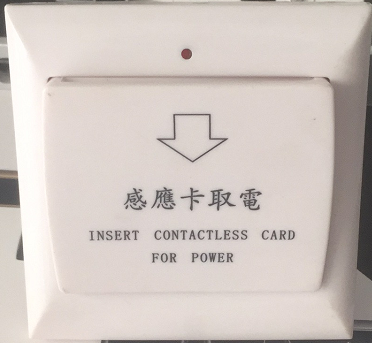 感應卡取電
INSERT CONTACTLESS CARD
FOR POWER